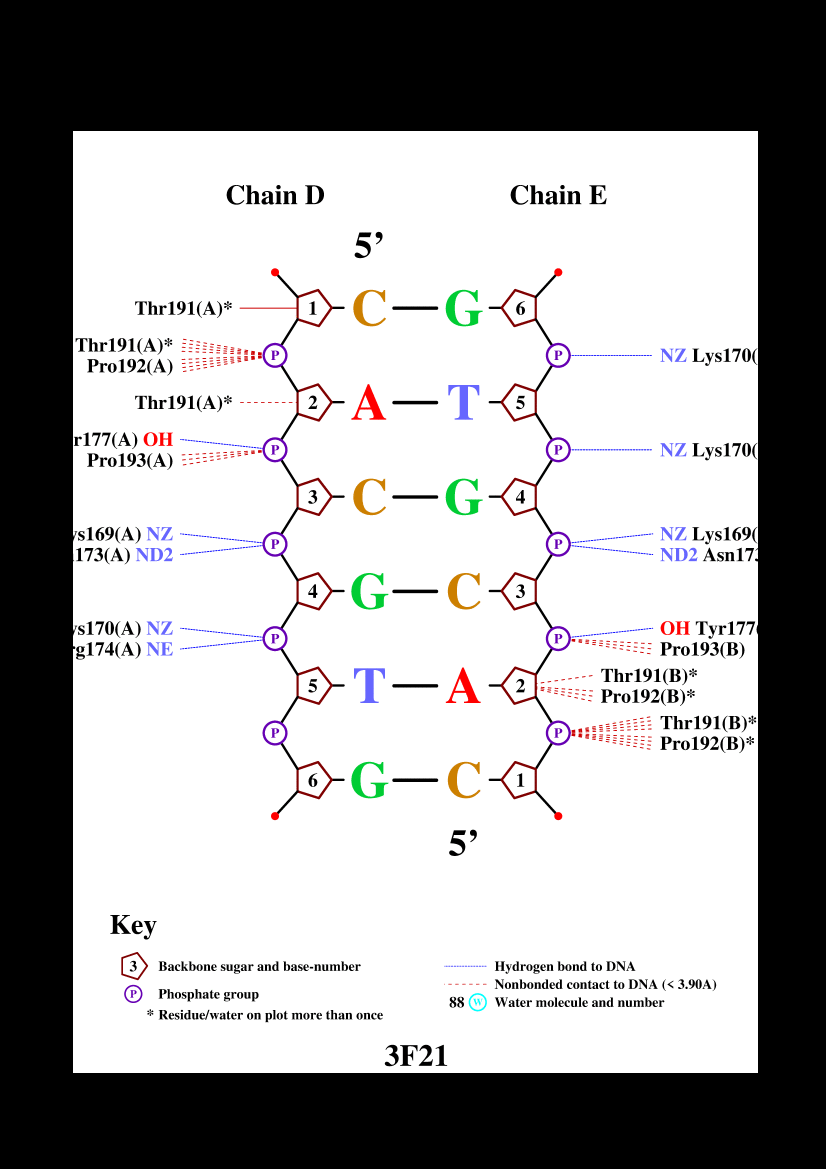 Chain D Chain E
5’
1 C G 6
Thr191(A)*
Thr191(A)*
Pro192(A)
P P NZ Lys170(
Thr191(A)* 2 A T 5
r177(A) OH
Pro193(A)
P P NZ Lys170(
3 C G 4
ys169(A) NZ P P NZ Lys169(
173(A) ND2 ND2 Asn173
4 G C 3
ys170(A) NZ P P OH Tyr177(
rg174(A) NE Pro193(B)
5 T A 2 Thr191(B)*
Pro192(B)*
P P Thr191(B)*
Pro192(B)*
6 G C 1
5’
Key
3 Backbone sugar and base-number
P Phosphate group
* Residue/water on plot more than once
Hydrogen bond to DNA
Nonbonded contact to DNA (< 3.90A)
88 W Water molecule and number
3F21